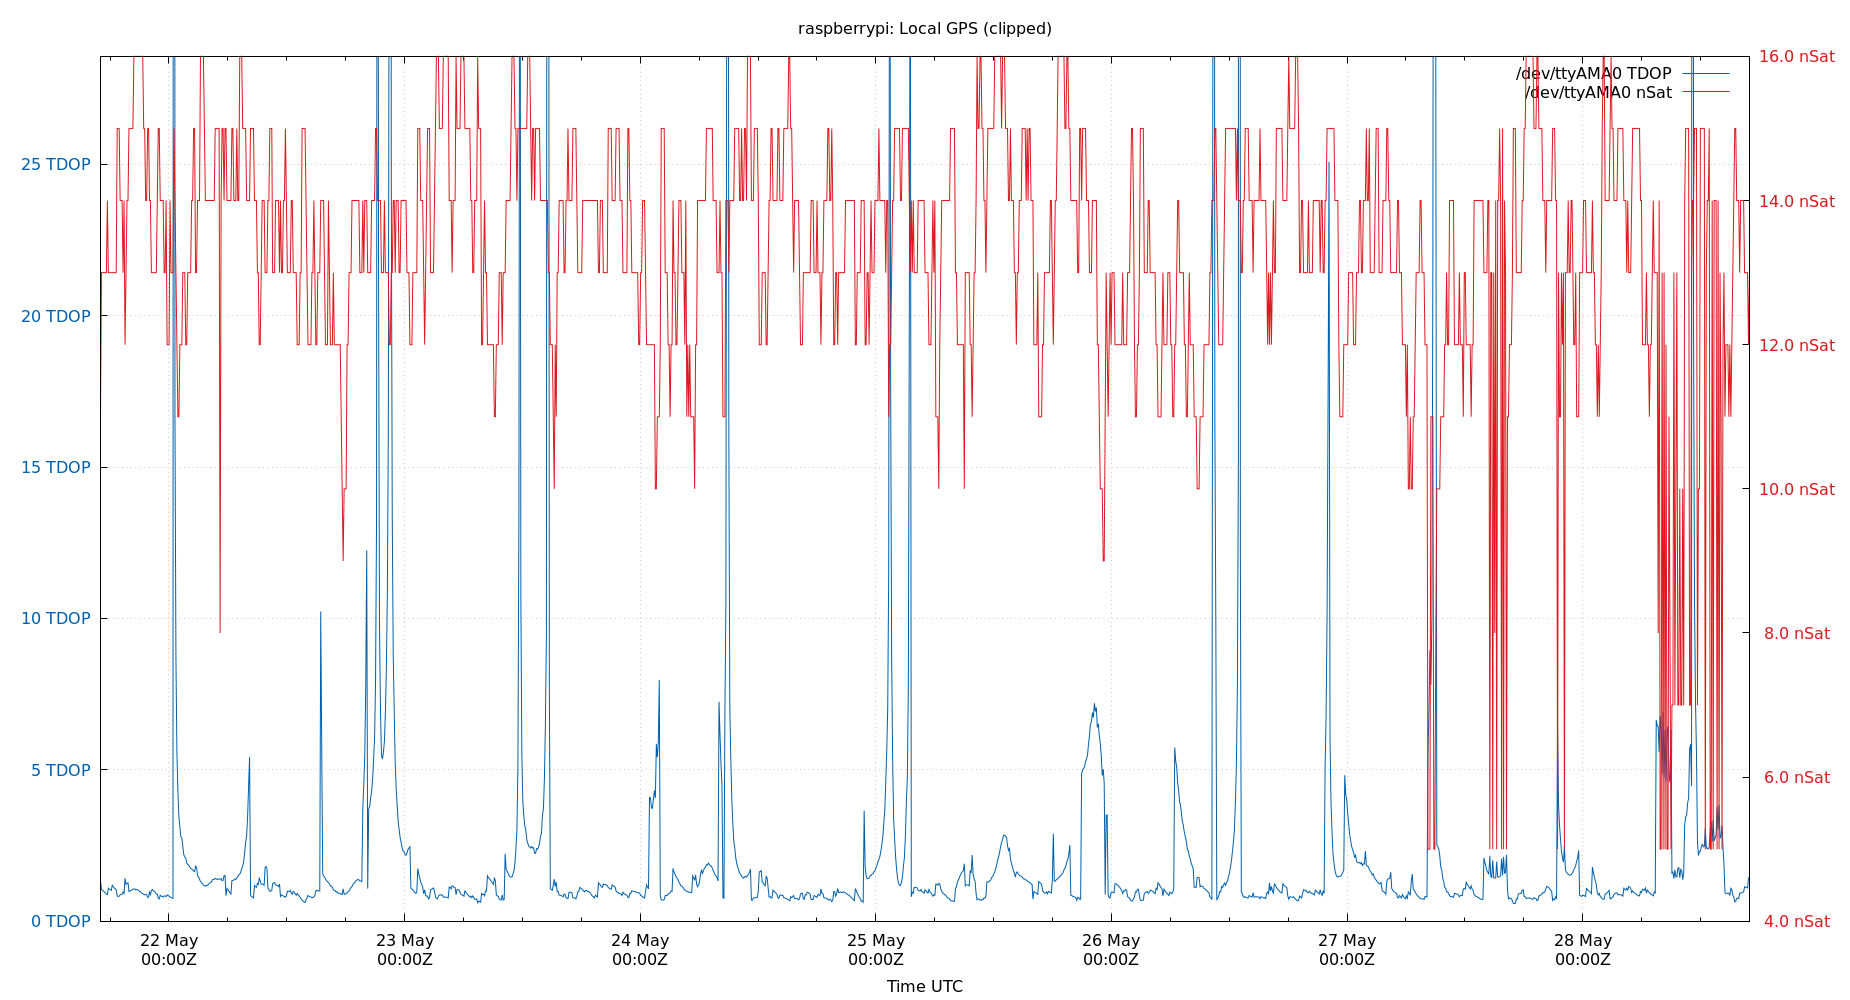 raspberrypi: Local GPS (clipped)
16.0 nSat
/dev/ttyAMA0 TDOP
/dev/ttyAMA0 nSat
25 TDOP
14.0 nSat
20 TDOP
12.0 nSat
15 TDOP
10.0 nSat
10 TDOP
8.0 nSat
5 TDOP
6.0 nSat
0 TDOP
4.0 nSat
22 May
00:00Z
23 May
00:00Z
24 May
00:00Z
25 May
00:00Z
26 May
00:00Z
27 May
00:00Z
28 May
00:00Z
Time UTC